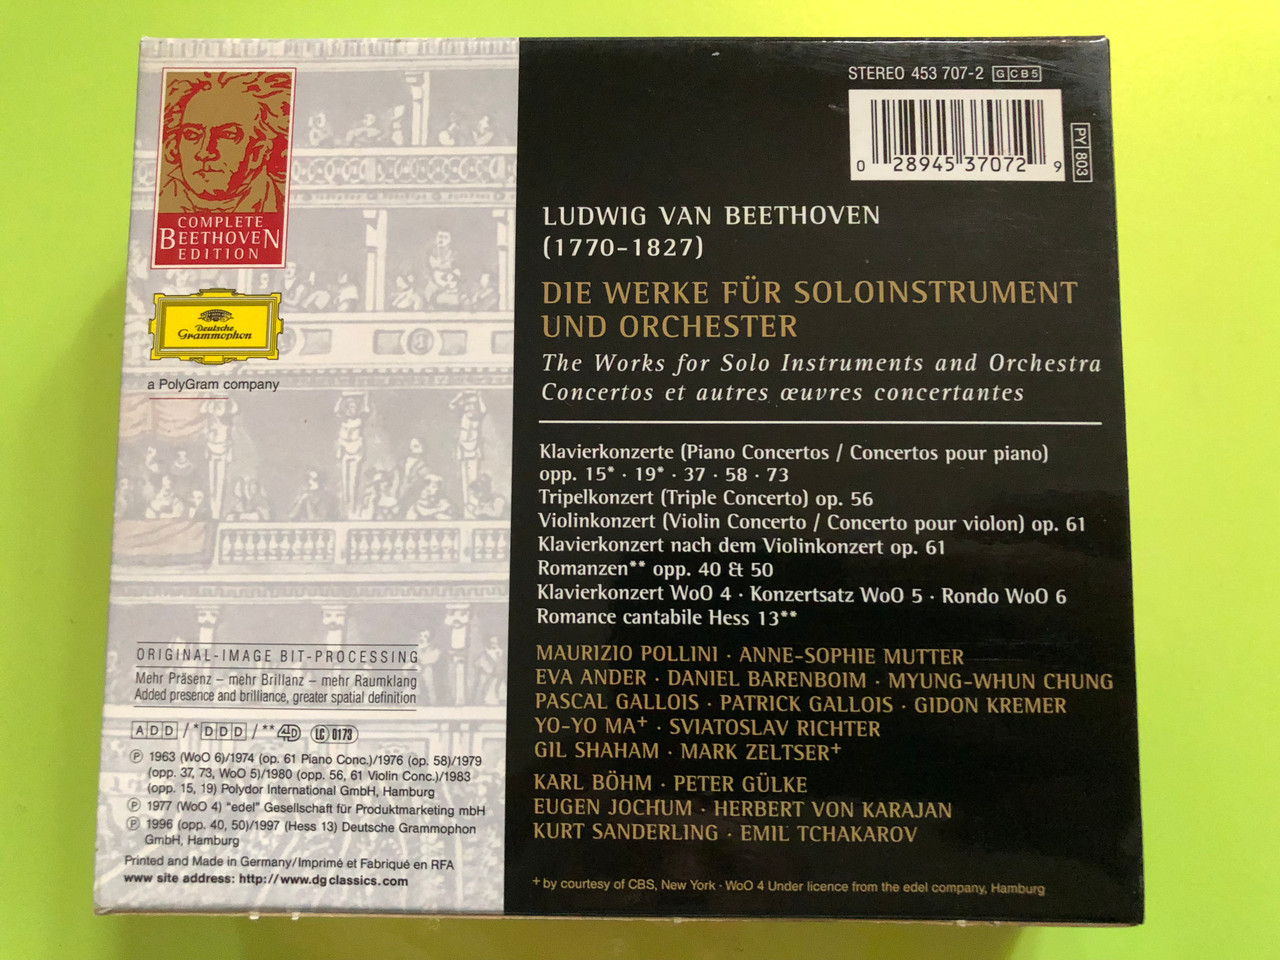 COMPLETE
BEETHOVEN
EDITION
Deutsche
Grammophon
a PolyGram company
ORIGINAL-IMAGE BIT-PROCESSING
Mehr Präsenz – mehr Brillanz – mehr Raumklang
Added presence and brilliance, greater spatial definition
ADD / *DDD / **4D LC 0173
℗ 1963 (WoO 6)/1974 (op. 61 Piano Conc.)/1976 (op. 58)/1979
(opp. 37, 73, WoO 5)/1980 (opp. 56, 61 Violin Conc.)/1983
(opp. 15, 19) Polydor International GmbH, Hamburg
℗ 1977 (WoO 4) "edel" Gesellschaft für Produktmarketing mbH
℗ 1996 (opp. 40, 50)/1997 (Hess 13) Deutsche Grammophon
GmbH, Hamburg
Printed and Made in Germany/Imprimé et Fabriqué en RFA
www site address: http://www.dgclassics.com
STEREO 453 707-2 GCB5
0 28945 37072 9
PY 803
LUDWIG VAN BEETHOVEN
(1770-1827)
DIE WERKE FÜR SOLOINSTRUMENT
UND ORCHESTER
The Works for Solo Instruments and Orchestra
Concertos et autres œuvres concertantes
Klavierkonzerte (Piano Concertos / Concertos pour piano)
opp. 15* · 19* · 37 · 58 · 73
Tripelkonzert (Triple Concerto) op. 56
Violinkonzert (Violin Concerto / Concerto pour violon) op. 61
Klavierkonzert nach dem Violinkonzert op. 61
Romanzen** opp. 40 & 50
Klavierkonzert WoO 4 · Konzertsatz WoO 5 · Rondo WoO 6
Romance cantabile Hess 13**
MAURIZIO POLLINI · ANNE-SOPHIE MUTTER
EVA ANDER · DANIEL BARENBOIM · MYUNG-WHUN CHUNG
PASCAL GALLOIS · PATRICK GALLOIS · GIDON KREMER
YO-YO MA+ · SVIATOSLAV RICHTER
GIL SHAHAM · MARK ZELTSER+
KARL BÖHM · PETER GÜLKE
EUGEN JOCHUM · HERBERT VON KARAJAN
KURT SANDERLING · EMIL TCHAKAROV
+ by courtesy of CBS, New York · WoO 4 Under licence from the edel company, Hamburg